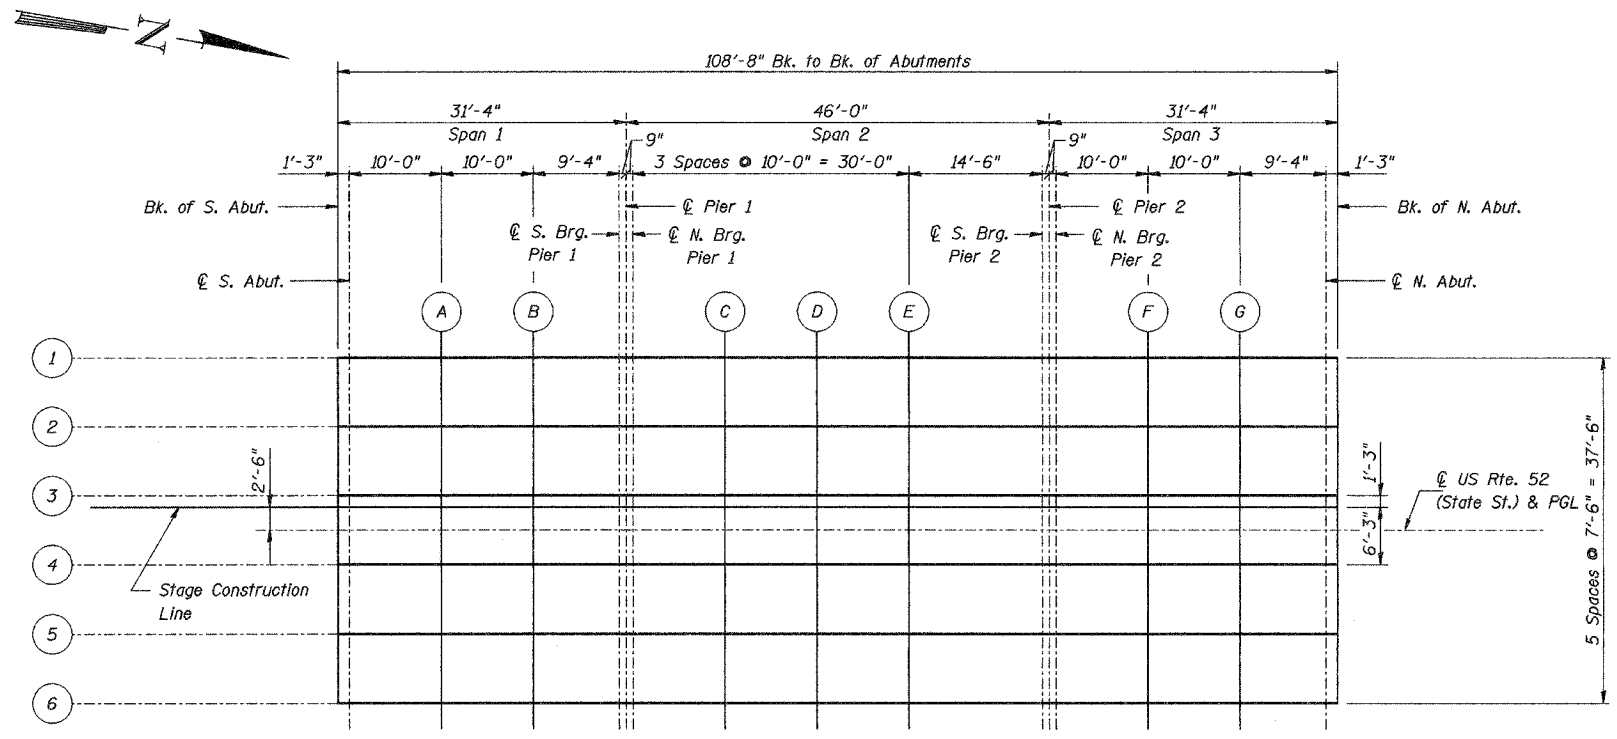 N
108'-8" Bk. to Bk. of Abutments
31'-4"
46'-0"
31'-4"
Span 1
9"
Span 2
9"
Span 3
1'-3"
10'-0"
10'-0"
9'-4"
3 Spaces @ 10'-0" = 30'-0"
14'-6"
10'-0"
10'-0"
9'-4"
1'-3"
Bk. of S. Abut.
℄ Pier 1
℄ Pier 2
Bk. of N. Abut.
℄ S. Brg.
Pier 1
℄ N. Brg.
Pier 1
℄ S. Brg.
Pier 2
℄ N. Brg.
Pier 2
℄ S. Abut.
℄ N. Abut.
A
B
C
D
E
F
G
1
2
3
4
5
6
2'-6"
Stage Construction
Line
1'-3"
6'-3"
℄ US Rte. 52
(State St.) & PGL
5 Spaces @ 7'-6" = 37'-6"